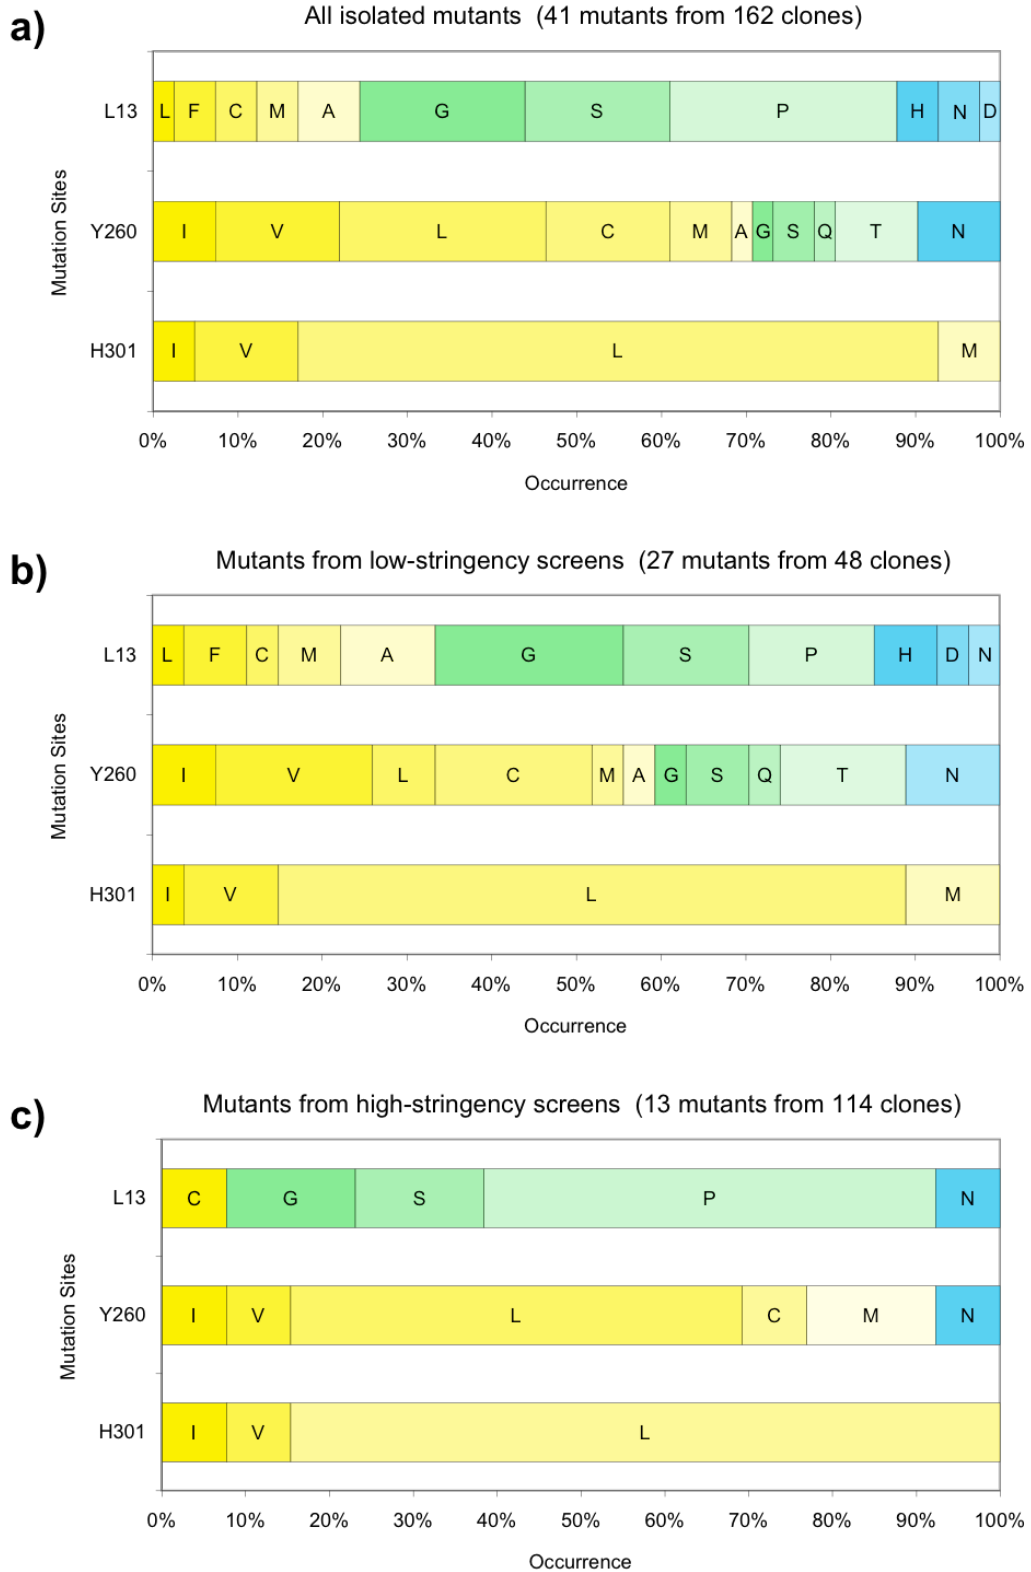 a)
All isolated mutants (41 mutants from 162 clones)
Mutation Sites
L13 L F C M A G S P H N D
Y260 I V L C M A G S Q T N
H301 I V L M
0% 10% 20% 30% 40% 50% 60% 70% 80% 90% 100%
Occurrence
b)
Mutants from low-stringency screens (27 mutants from 48 clones)
Mutation Sites
L13 L F C M A G S P H D N
Y260 I V L C M A G S Q T N
H301 I V L M
0% 10% 20% 30% 40% 50% 60% 70% 80% 90% 100%
Occurrence
c)
Mutants from high-stringency screens (13 mutants from 114 clones)
Mutation Sites
L13 C G S P N
Y260 I V L C M N
H301 I V L
0% 10% 20% 30% 40% 50% 60% 70% 80% 90% 100%
Occurrence